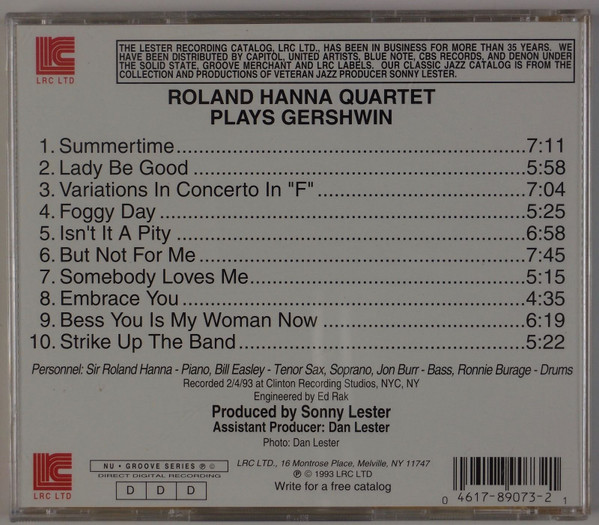 LRC LTD
THE LESTER RECORDING CATALOG, LRC LTD., HAS BEEN IN BUSINESS FOR MORE THAN 35 YEARS. WE
HAVE BEEN DISTRIBUTED BY CAPITOL, UNITED ARTISTS, BLUE NOTE, CBS RECORDS, AND DENON UNDER
THE SOLID STATE, GROOVE MERCHANT AND LRC LABELS. OUR CLASSIC JAZZ CATALOG IS FROM THE
COLLECTION AND PRODUCTIONS OF VETERAN JAZZ PRODUCER SONNY LESTER.
ROLAND HANNA QUARTET
PLAYS GERSHWIN
1. Summertime 7:11
2. Lady Be Good 5:58
3. Variations In Concerto In "F" 7:04
4. Foggy Day 5:25
5. Isn't It A Pity 6:58
6. But Not For Me 7:45
7. Somebody Loves Me 5:15
8. Embrace You 4:35
9. Bess You Is My Woman Now 6:19
10. Strike Up The Band 5:22
Personnel: Sir Roland Hanna - Piano, Bill Easley - Tenor Sax, Soprano, Jon Burr - Bass, Ronnie Burage - Drums
Recorded 2/4/93 at Clinton Recording Studios, NYC, NY
Engineered by Ed Rak
Produced by Sonny Lester
Assistant Producer: Dan Lester
Photo: Dan Lester
LRC LTD
NU • GROOVE SERIES ℗ ©
DIRECT DIGITAL RECORDING
D D D
LRC LTD., 16 Montrose Place, Melville, NY 11747
℗ © 1993 LRC LTD
Write for a free catalog
0 4617-89073-2 1